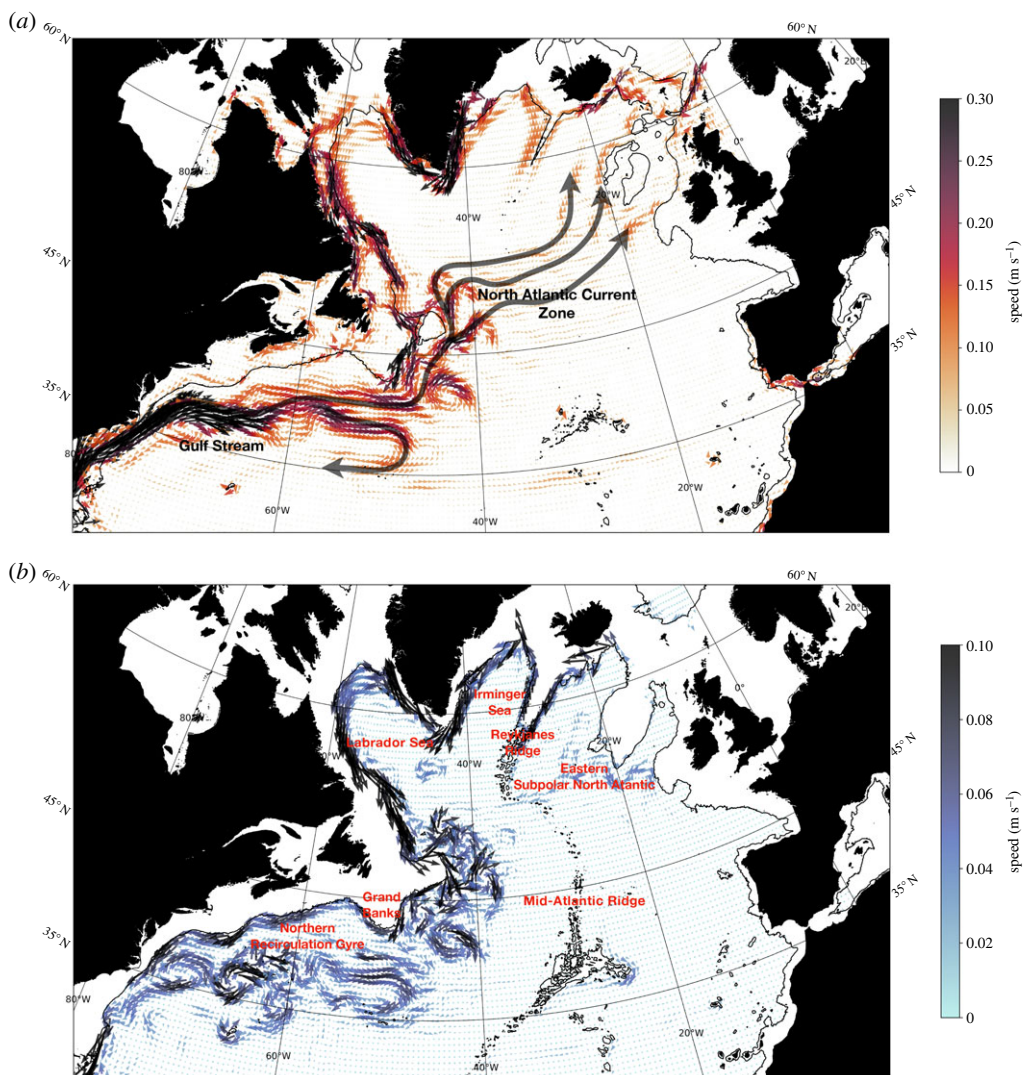 (a)
60° N
60° N
20°E
0.30
80°W
0°
0.25
45° N
40°W
0.20
45° N
North Atlantic Current
Zone
speed (m s⁻¹)
0.15
35° N
35° N
0.10
Gulf Stream
0.05
80°W
20°W
60°W
40°W
0
(b)
60° N
60° N
20°E
0.10
Irminger
Sea
0°
80°W
0.08
Labrador Sea
Reykjanes
Ridge
20°W
45° N
40°W
Eastern
Subpolar North Atlantic
0.06
45° N
speed (m s⁻¹)
35° N
0.04
Grand
Banks
Mid-Atlantic Ridge
Northern
Recirculation Gyre
35° N
0.02
80°W
20°W
60°W
40°W
0